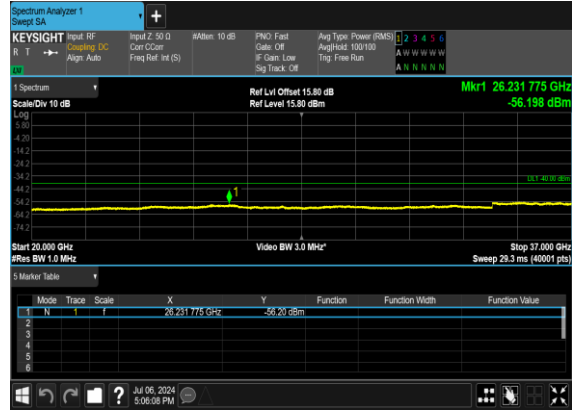 Spectrum Analyzer 1
Swept SA
+
KEYSIGHT Input: RF Input Z: 50 Ω #Atten: 10 dB PNO: Fast Avg Type: Power (RMS) 1 2 3 4 5 6
R T Coupling: DC Corr CCorr Gate: Off Avg|Hold: 100/100 A W W W W W
Align: Auto Freq Ref: Int (S) IF Gain: Low Trig: Free Run
Sig Track: Off A N N N N N
1 Spectrum Ref Lvl Offset 15.80 dB Mkr1 26.231 775 GHz
Scale/Div 10 dB Ref Level 15.80 dBm -56.198 dBm
Log
5.80
-4.20
-14.2
-24.2
-34.2 DL1 -40.00 dBm
-44.2
1
-54.2
-64.2
-74.2
Start 20.000 GHz Video BW 3.0 MHz* Stop 37.000 GHz
#Res BW 1.0 MHz Sweep 29.3 ms (40001 pts)
5 Marker Table
Mode Trace Scale X Y Function Function Width Function Value
1 N 1 f 26.231 775 GHz -56.20 dBm
2
3
4
5
6
? Jul 06, 2024
5:06:08 PM